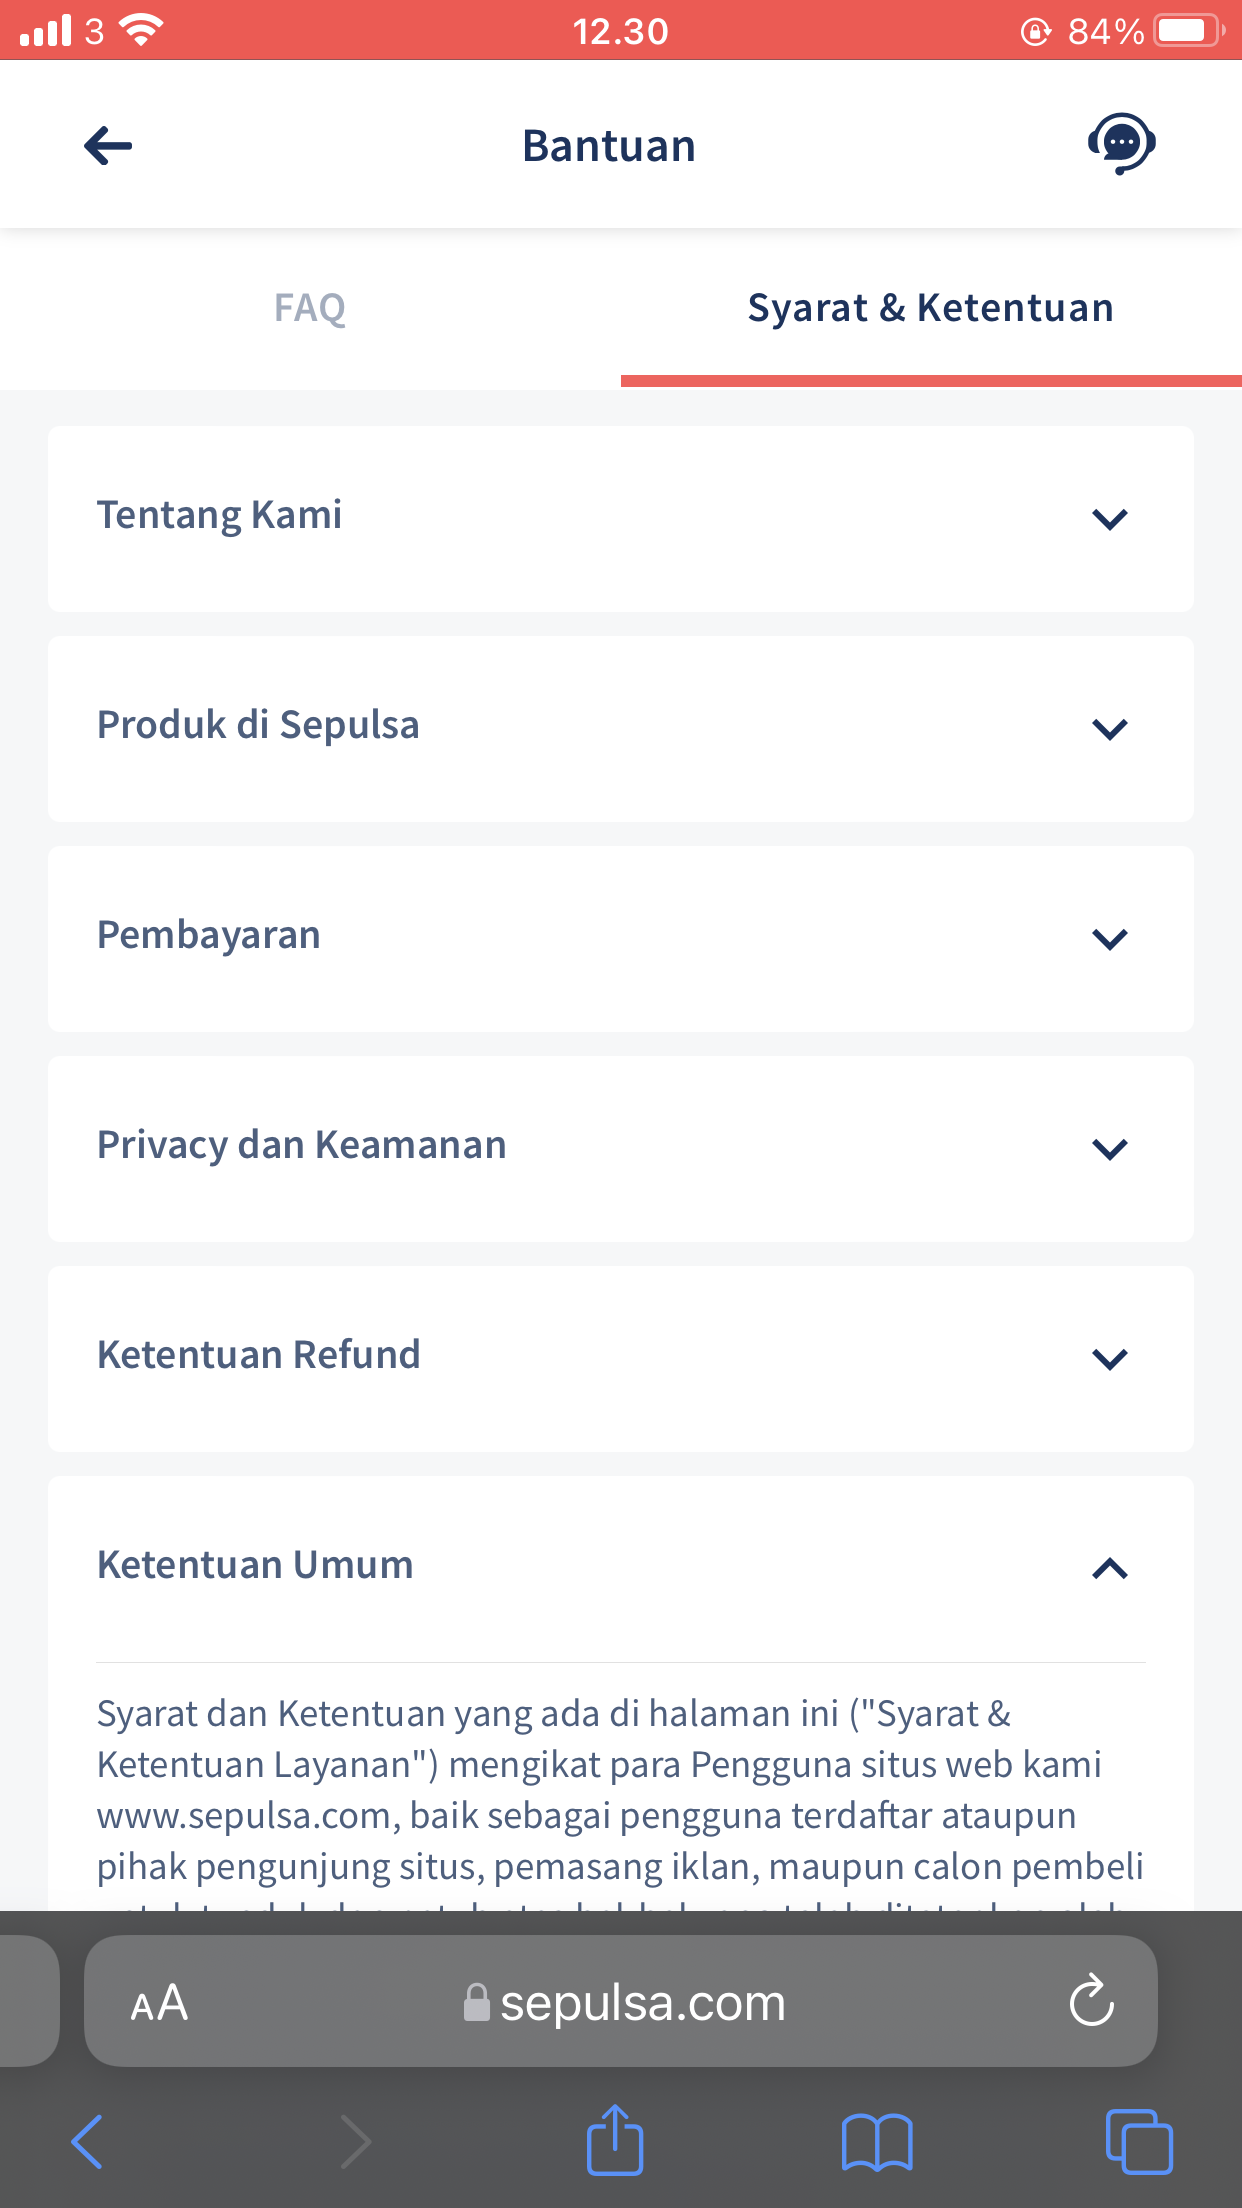 3 12.30 84%
Bantuan
FAQ Syarat & Ketentuan
Tentang Kami
Produk di Sepulsa
Pembayaran
Privacy dan Keamanan
Ketentuan Refund
Ketentuan Umum
Syarat dan Ketentuan yang ada di halaman ini ("Syarat &
Ketentuan Layanan") mengikat para Pengguna situs web kami
www.sepulsa.com, baik sebagai pengguna terdaftar ataupun
pihak pengunjung situs, pemasang iklan, maupun calon pembeli
AA sepulsa.com